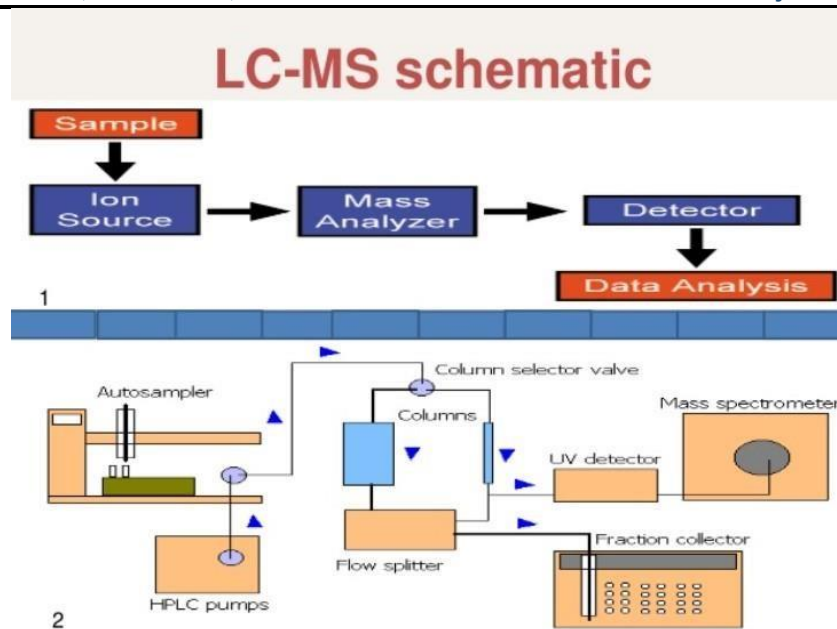 LC-MS schematic
Sample
Ion
Source
Mass
Analyzer
Detector
Data Analysis
1
Column selector valve
Autosampler
Columns
Mass spectrometer
UV detector
Flow splitter
Fraction collector
HPLC pumps
2